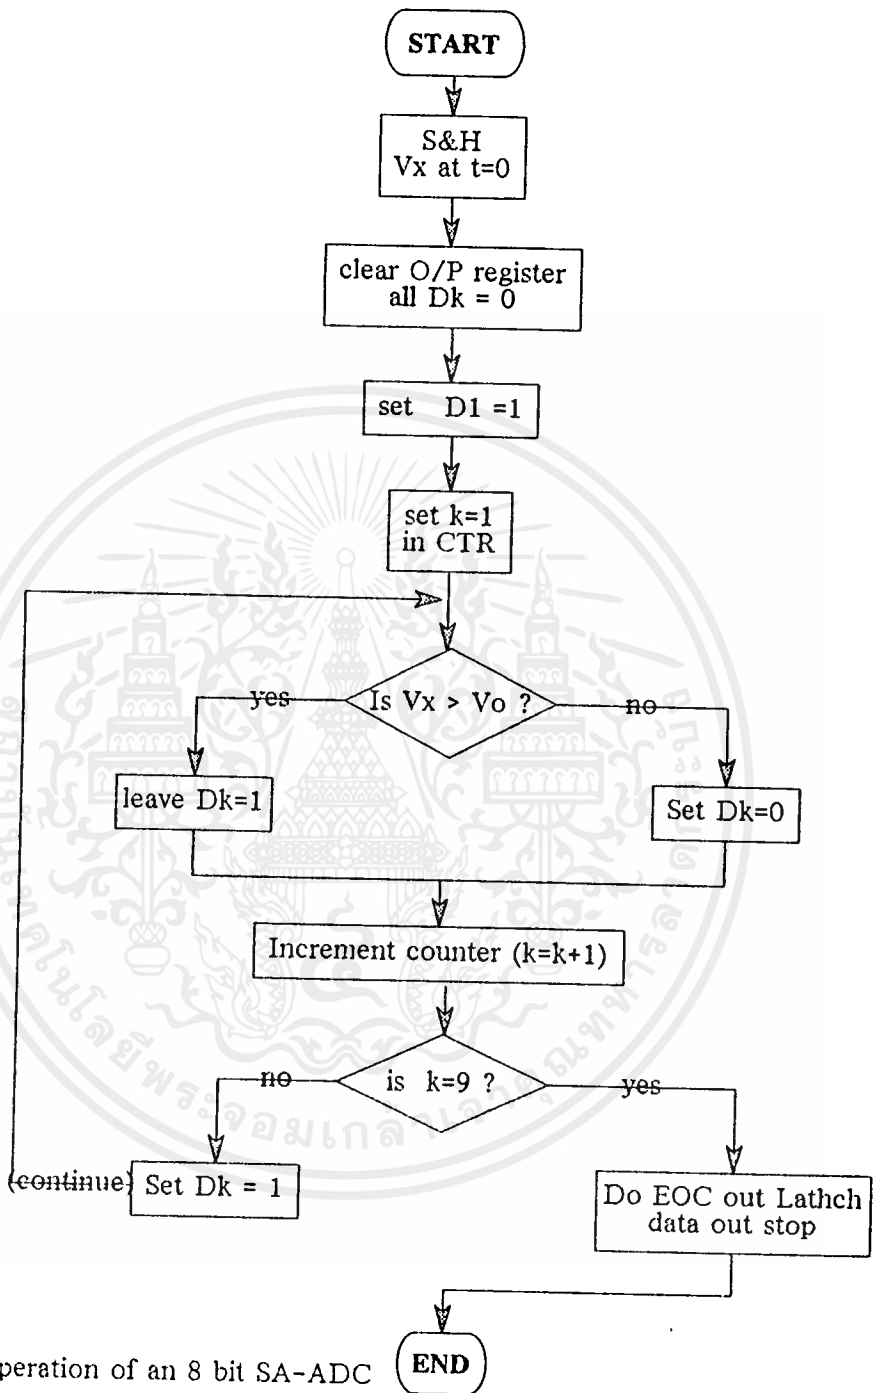 START
S&H
Vx at t=0
clear O/P register
all Dk = 0
set D1 =1
set k=1
in CTR
Is Vx > Vo ?
yes
no
leave Dk=1
Set Dk=0
Increment counter (k=k+1)
is k=9 ?
no
yes
(continue)
Set Dk = 1
Do EOC out Lathch
data out stop
peration of an 8 bit SA-ADC
END